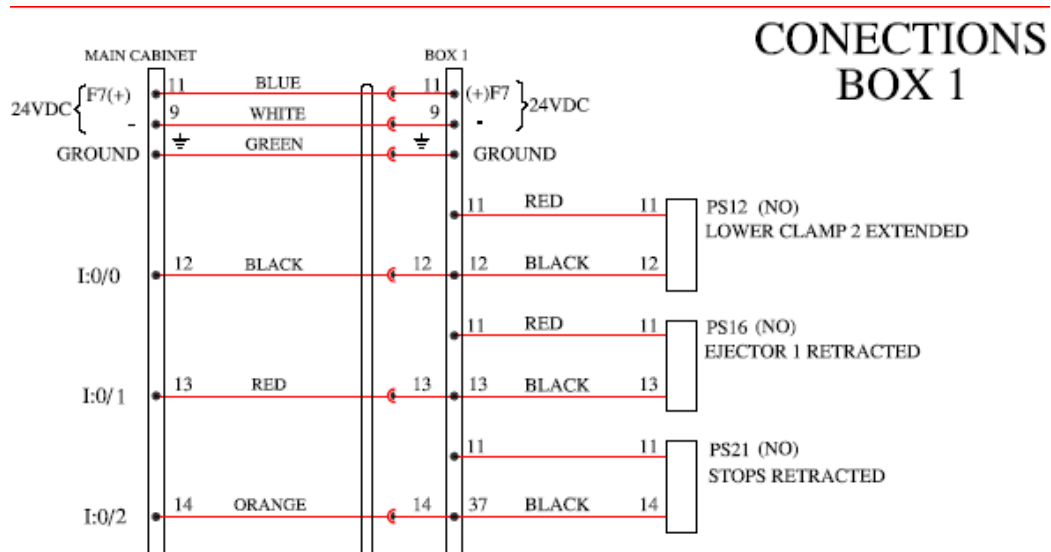 CONECTIONS
BOX 1
MAIN CABINET
BOX 1
24VDC F7(+) 11 BLUE 11 (+)F7 24VDC
- 9 WHITE 9 -
GROUND GREEN GROUND
11 RED 11 PS12 (NO)
LOWER CLAMP 2 EXTENDED
I:0/0 12 BLACK 12 12 BLACK 12
11 RED 11 PS16 (NO)
EJECTOR 1 RETRACTED
I:0/1 13 RED 13 13 BLACK 13
11 11 PS21 (NO)
STOPS RETRACTED
I:0/2 14 ORANGE 14 37 BLACK 14